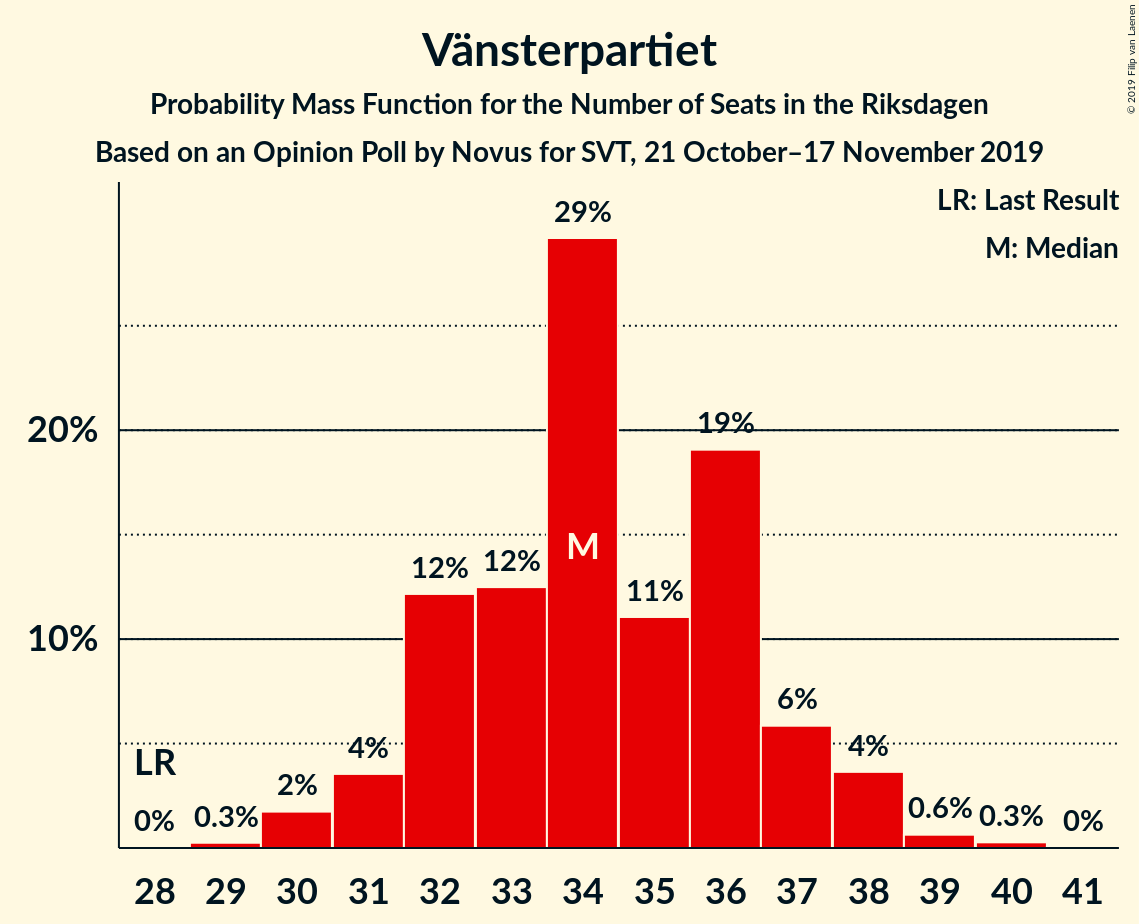 Vänsterpartiet
Probability Mass Function for the Number of Seats in the Riksdagen
Based on an Opinion Poll by Novus for SVT, 21 October–17 November 2019
© 2019 Filip van Laenen
LR: Last Result
M: Median
20%
10%
LR
0%
0.3%
2%
4%
12%
12%
29%
M
11%
19%
6%
4%
0.6%
0.3%
0%
28 29 30 31 32 33 34 35 36 37 38 39 40 41